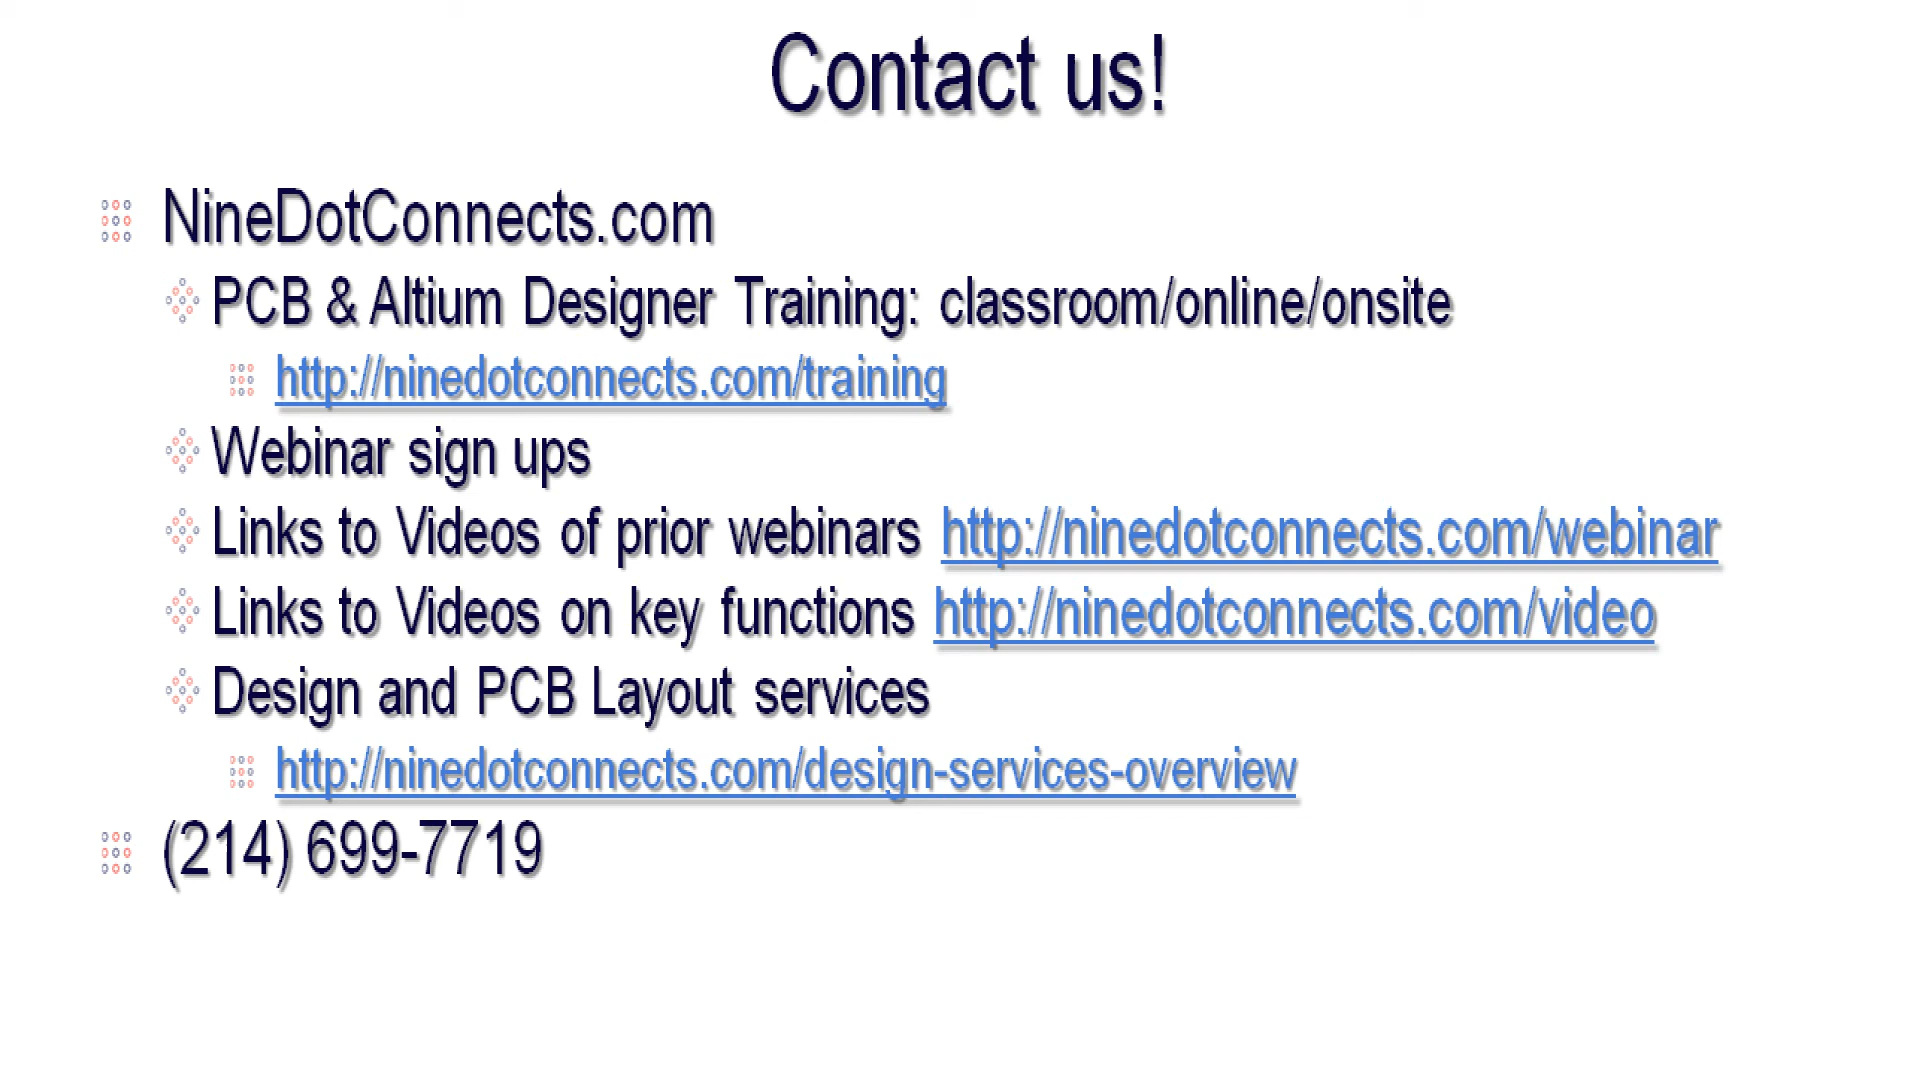 Contact us!
NineDotConnects.com
PCB & Altium Designer Training: classroom/online/onsite
http://ninedotconnects.com/training
Webinar sign ups
Links to Videos of prior webinars http://ninedotconnects.com/webinar
Links to Videos on key functions http://ninedotconnects.com/video
Design and PCB Layout services
http://ninedotconnects.com/design-services-overview
(214) 699-7719